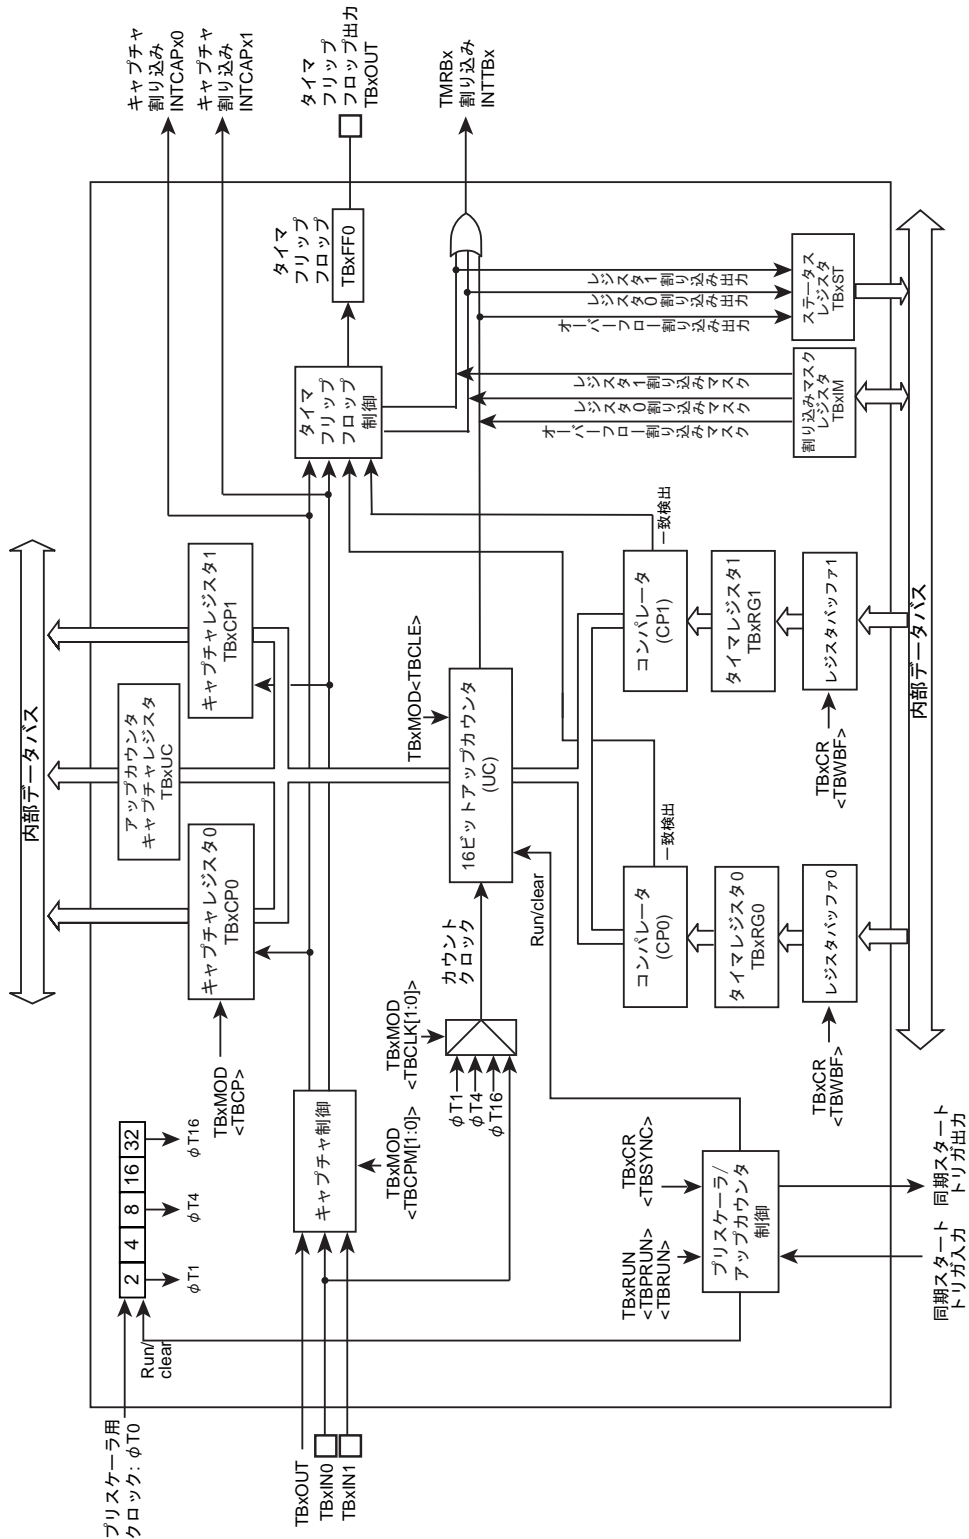 プリスケーラ用
クロック: φT0
2
4
8
16
32
φT1
φT4
φT16
Run/
clear
TBxOUT
TBxIN0
TBxIN1
キャプチャ制御
TBxMOD
<TBCPM[1:0]>
TBxMOD
<TBCP>
内部データバス
キャプチャレジスタ0
TBxCP0
アップカウンタ
キャプチャレジスタ
TBxUC
キャプチャレジスタ1
TBxCP1
キャプチャ
割り込み
INTCAPx0
キャプチャ
割り込み
INTCAPx1
タイマ
フリップ
フロップ出力
TBxOUT
タイマ
フリップ
フロップ
TBxFF0
タイマ
フリップ
フロップ
制御
TMRBx
割り込み
INTTBx
TBxMOD
<TBCLK[1:0]>
φT1
φT4
φT16
カウント
クロック
TBxMOD<TBCLE>
16ビットアップカウンタ
(UC)
Run/clear
レジスタ1割り込み出力
レジスタ0割り込み出力
オーバーフロー割り込み出力
レジスタ1割り込みマスク
レジスタ0割り込みマスク
オーバーフロー割り込みマスク
ステータス
レジスタ
TBxST
割り込みマスク
レジスタ
TBxIM
TBxRUN
<TBPRUN>
<TBRUN>
TBxCR
<TBSYNC>
プリスケーラ/
アップカウンタ
制御
同期スタート
トリガ入力
同期スタート
トリガ出力
コンパレータ
(CP0)
一致検出
コンパレータ
(CP1)
一致検出
タイマレジスタ0
TBxRG0
タイマレジスタ1
TBxRG1
レジスタバッファ0
レジスタバッファ1
TBxCR
<TBWBF>
TBxCR
<TBWBF>
内部データバス